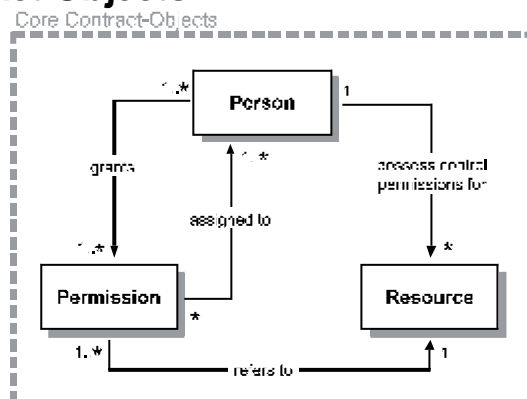 Core Contract-Objects
1..*
Person
1
grants
1..*
possess control
permissions for
assigned to
1..*
*
Permission
*
Resource
1..*
refers to
1